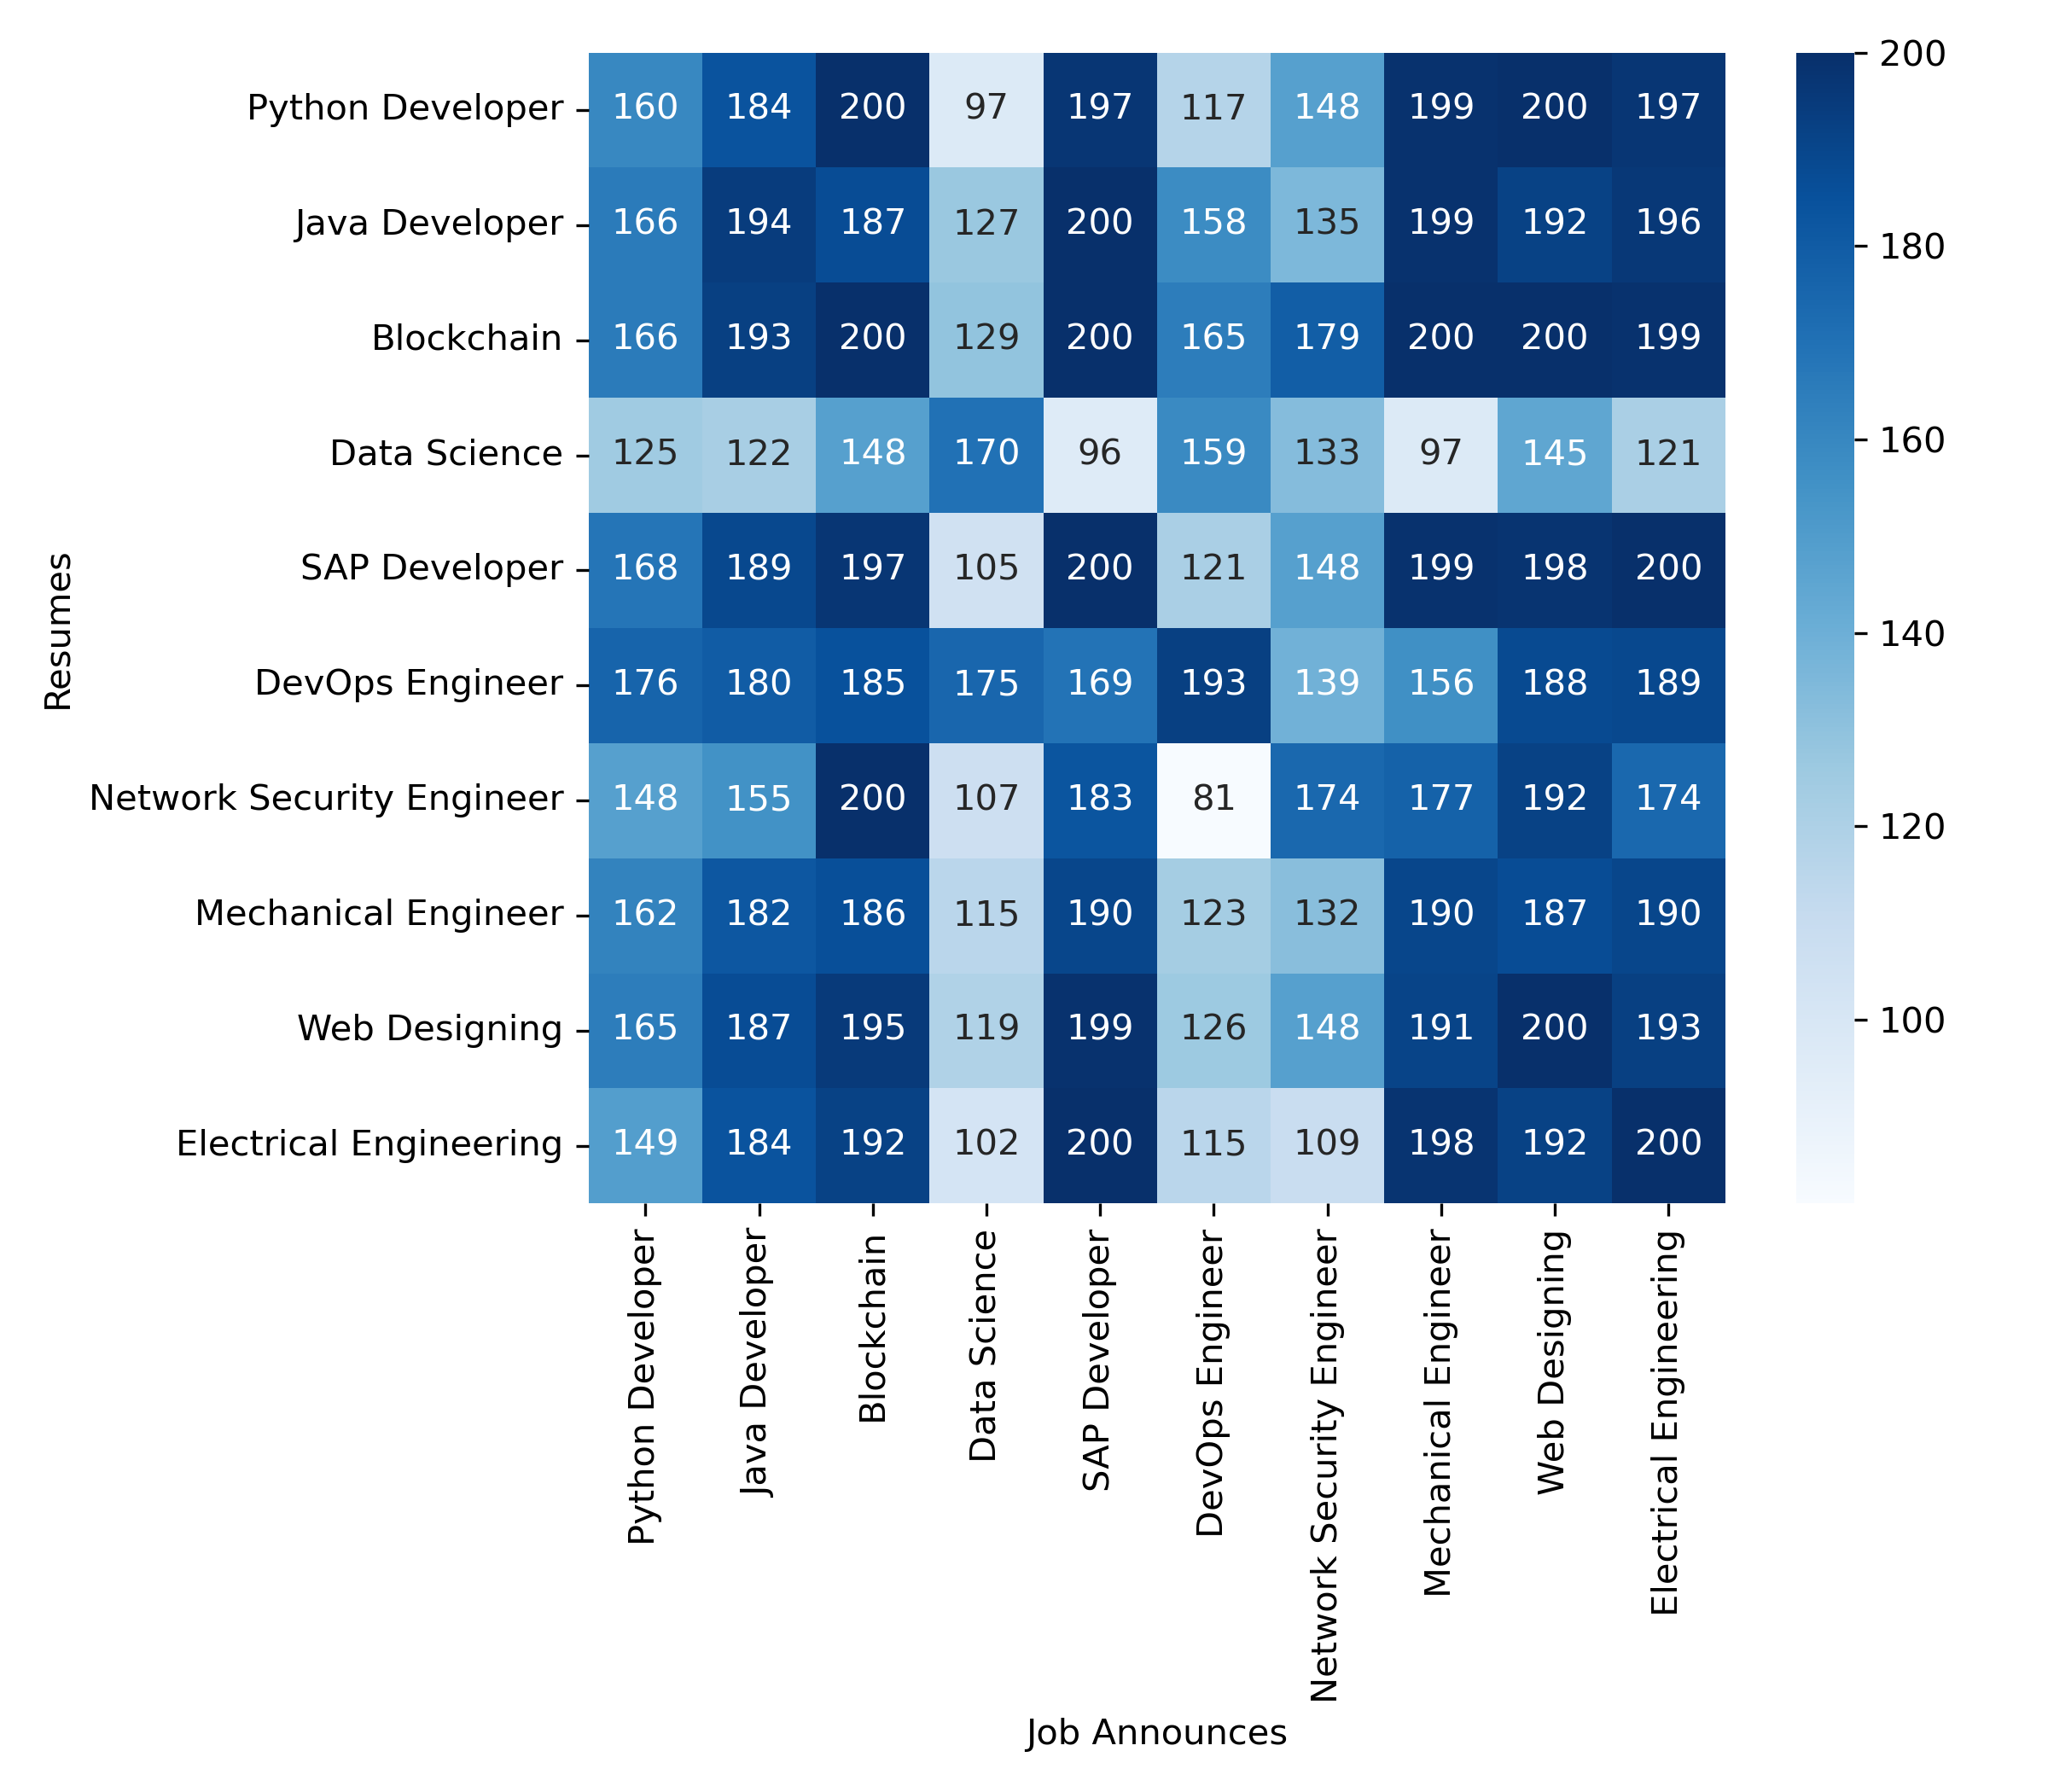 Python Developer 160 184 200 97 197 117 148 199 200 197
Java Developer 166 194 187 127 200 158 135 199 192 196
Blockchain 166 193 200 129 200 165 179 200 200 199
Data Science 125 122 148 170 96 159 133 97 145 121
SAP Developer 168 189 197 105 200 121 148 199 198 200
DevOps Engineer 176 180 185 175 169 193 139 156 188 189
Network Security Engineer 148 155 200 107 183 81 174 177 192 174
Mechanical Engineer 162 182 186 115 190 123 132 190 187 190
Web Designing 165 187 195 119 199 126 148 191 200 193
Electrical Engineering 149 184 192 102 200 115 109 198 192 200
Resumes
Python Developer
Java Developer
Blockchain
Data Science
SAP Developer
DevOps Engineer
Network Security Engineer
Mechanical Engineer
Web Designing
Electrical Engineering
Job Announces
200
180
160
140
120
100